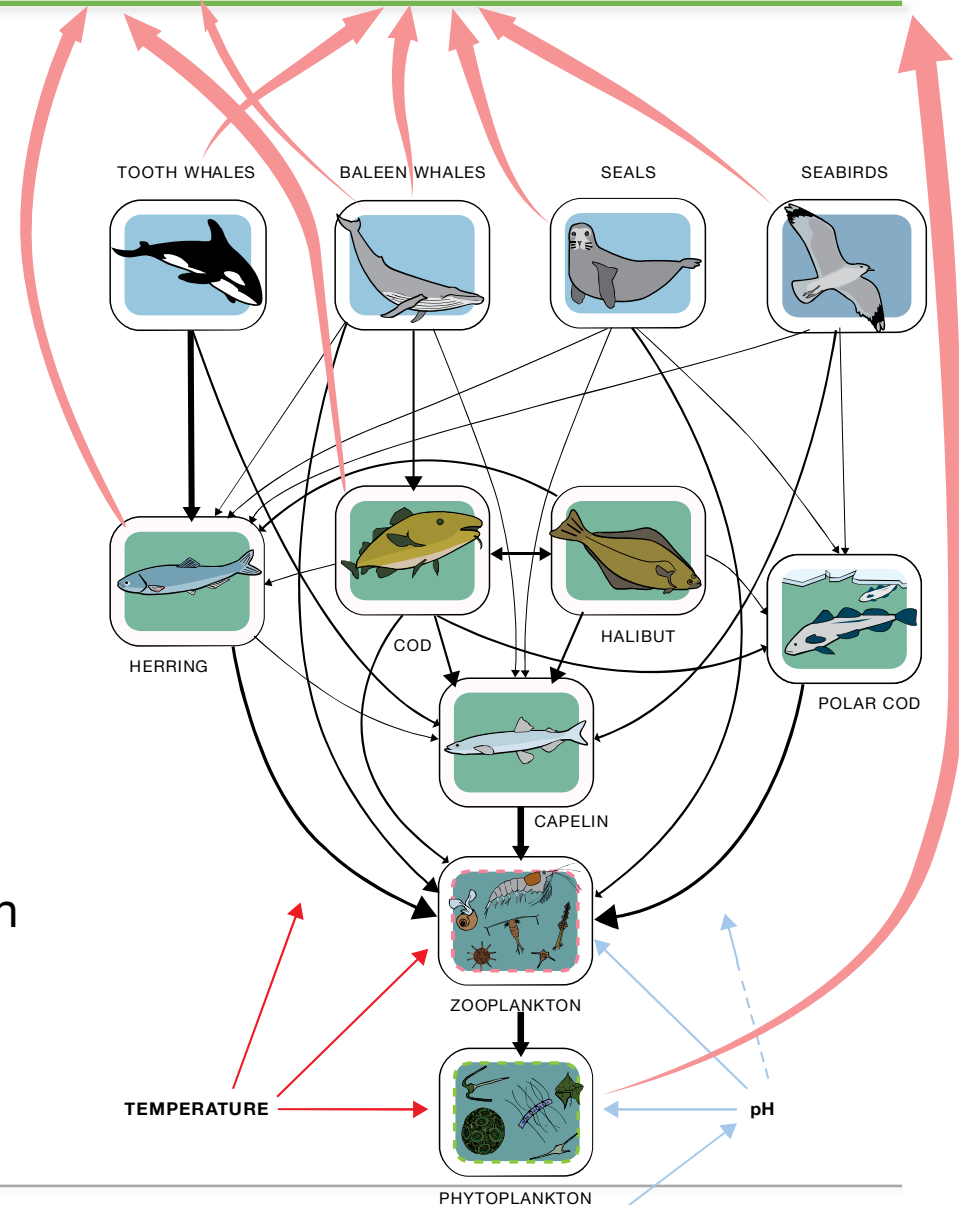 TOOTH WHALES
BALEEN WHALES
SEALS
SEABIRDS
COD
HALIBUT
HERRING
POLAR COD
CAPELIN
n
ZOOPLANKTON
TEMPERATURE
pH
PHYTOPLANKTON